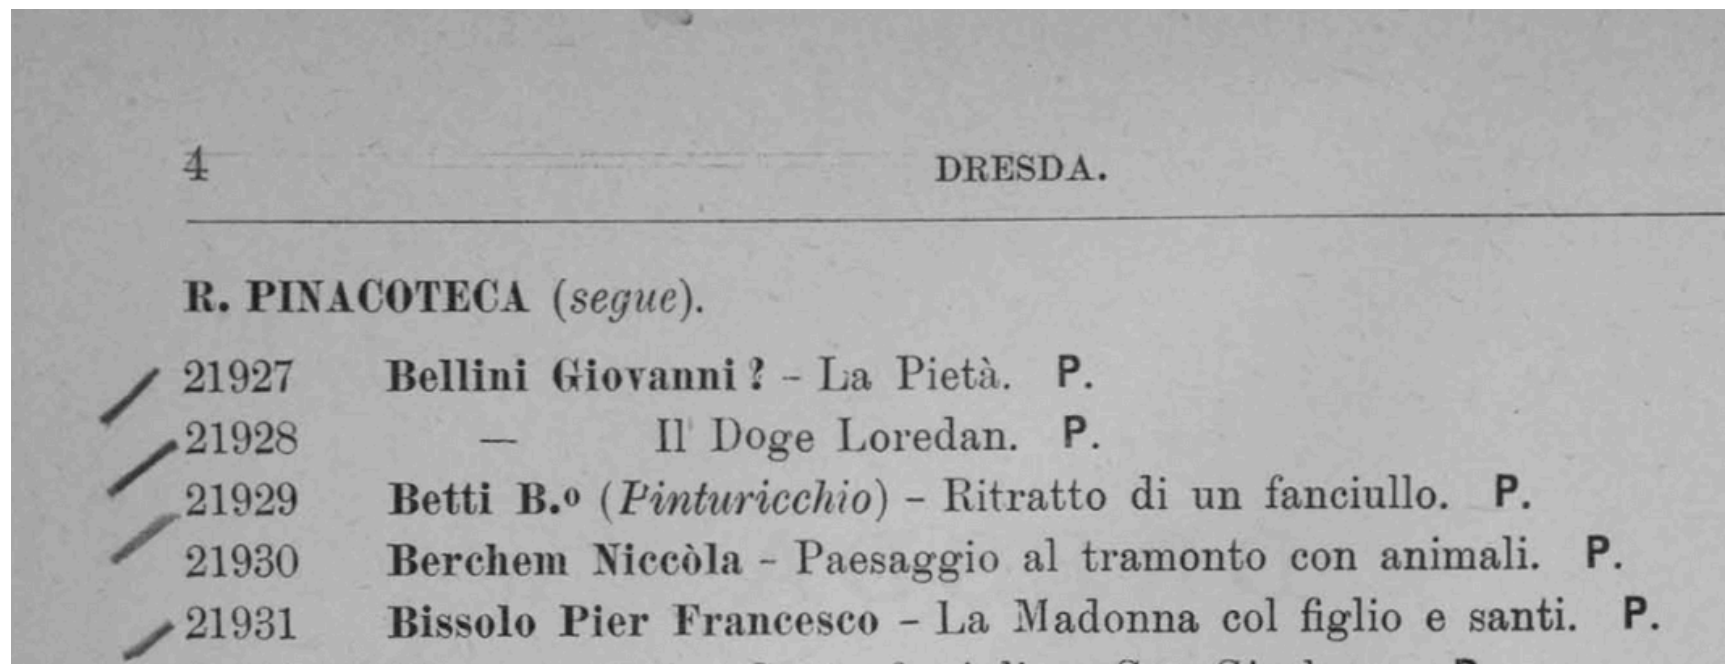 4 DRESDA.
R. PINACOTECA (segue).
21927 Bellini Giovanni? - La Pietà. P.
21928 — Il Doge Loredan. P.
21929 Betti B.º (Pinturicchio) - Ritratto di un fanciullo. P.
21930 Berchem Niccòla - Paesaggio al tramonto con animali. P.
21931 Bissolo Pier Francesco - La Madonna col figlio e santi. P.